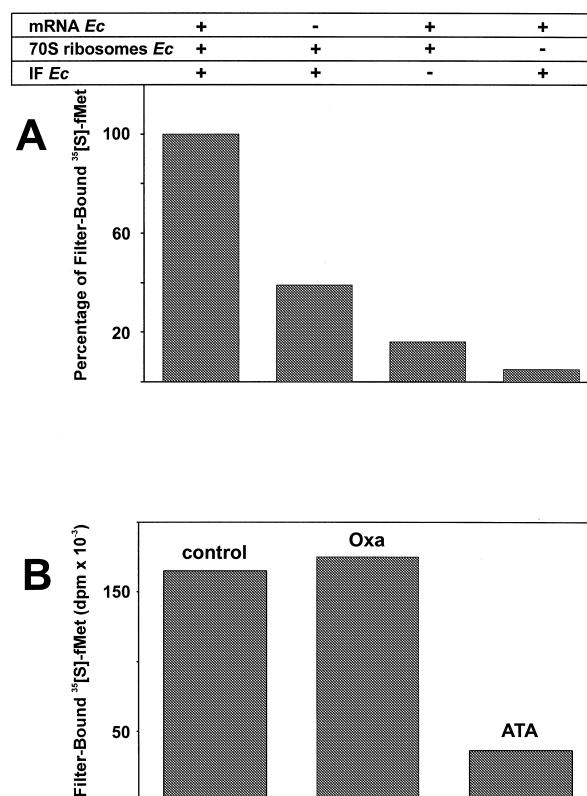 mRNA Ec + - + +
70S ribosomes Ec + + + -
IF Ec + + - +
A
Percentage of Filter-Bound ³⁵[S]-fMet
100
60
20
B
Filter-Bound ³⁵[S]-fMet (dpm x 10⁻³)
150
50
control
Oxa
ATA